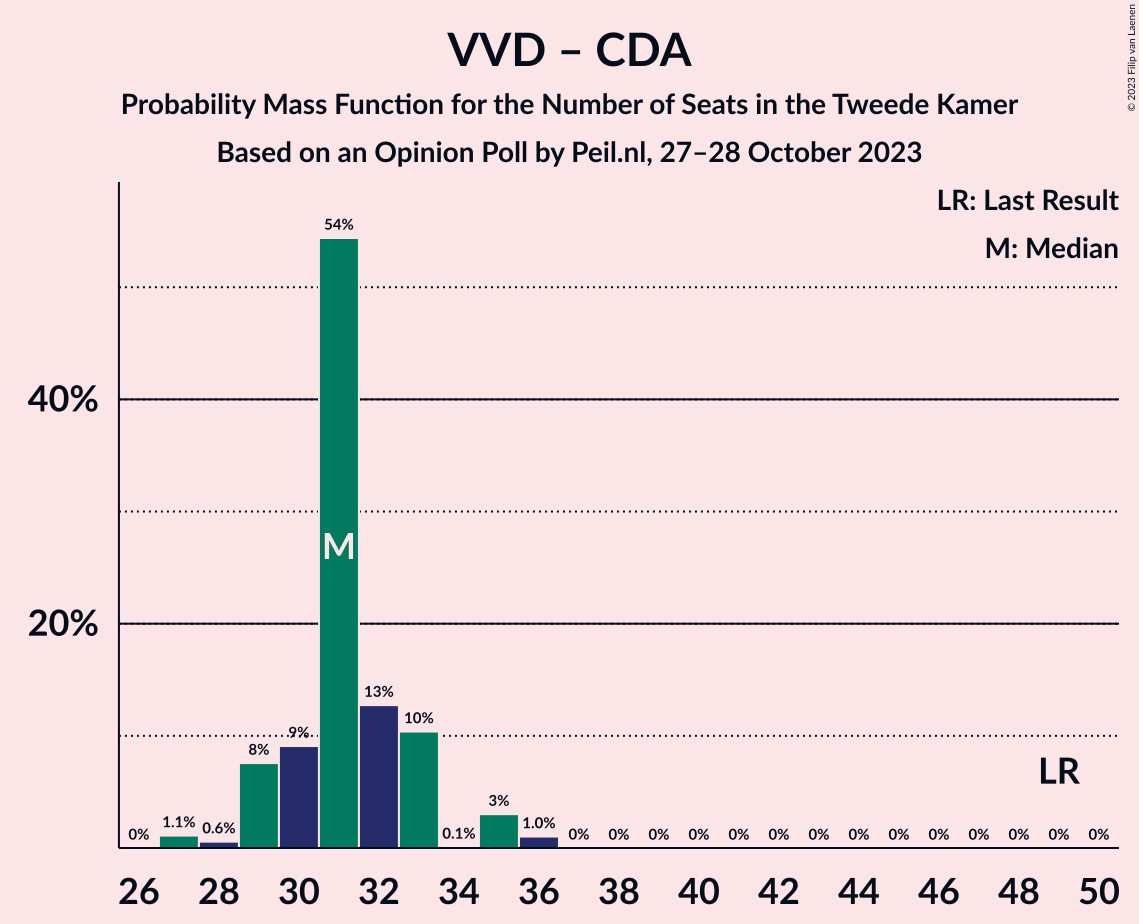 VVD – CDA
Probability Mass Function for the Number of Seats in the Tweede Kamer
Based on an Opinion Poll by Peil.nl, 27–28 October 2023
© 2023 Filip van Laenen
LR: Last Result
M: Median
40%
20%
0% 1.1% 0.6% 8% 9% 54% 13% 10% 0.1% 3% 1.0% 0% 0% 0% 0% 0% 0% 0% 0% 0% 0% 0% 0% 0% 0%
M
LR
26 28 30 32 34 36 38 40 42 44 46 48 50